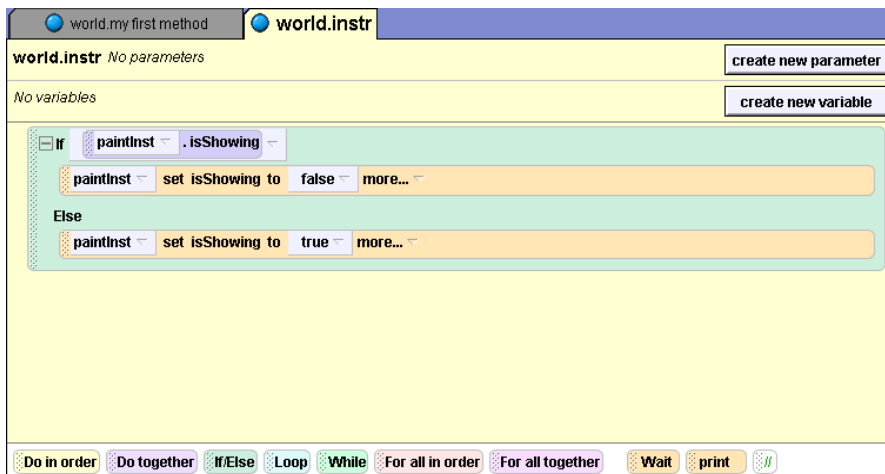 world.my first method world.instr
world.instr No parameters create new parameter
No variables create new variable
If paintInst . isShowing
paintInst set isShowing to false more...
Else
paintInst set isShowing to true more...
Do in order Do together If/Else Loop While For all in order For all together Wait print //